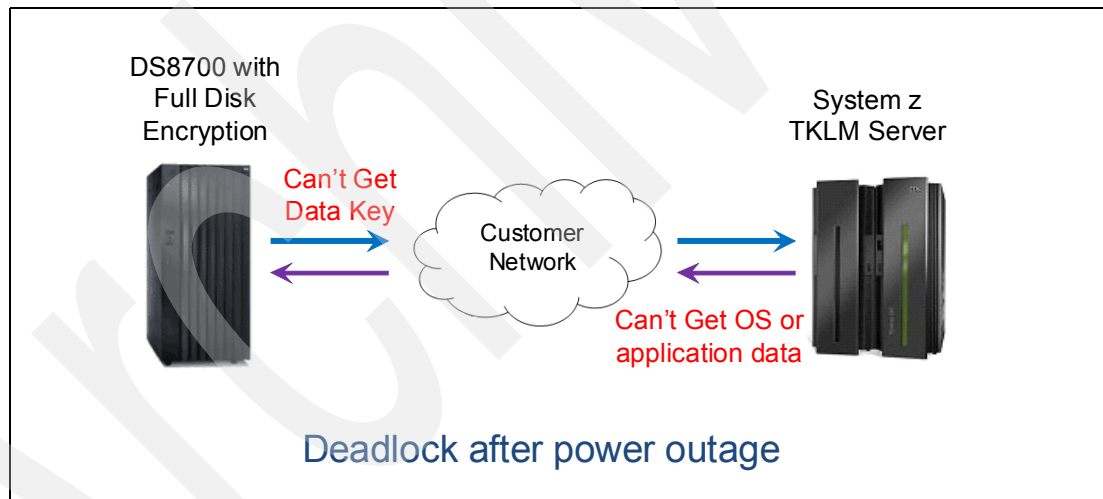 DS8700 with
Full Disk
Encryption
System z
TKLM Server
Can't Get
Data Key
Customer
Network
Can't Get OS or
application data
Deadlock after power outage